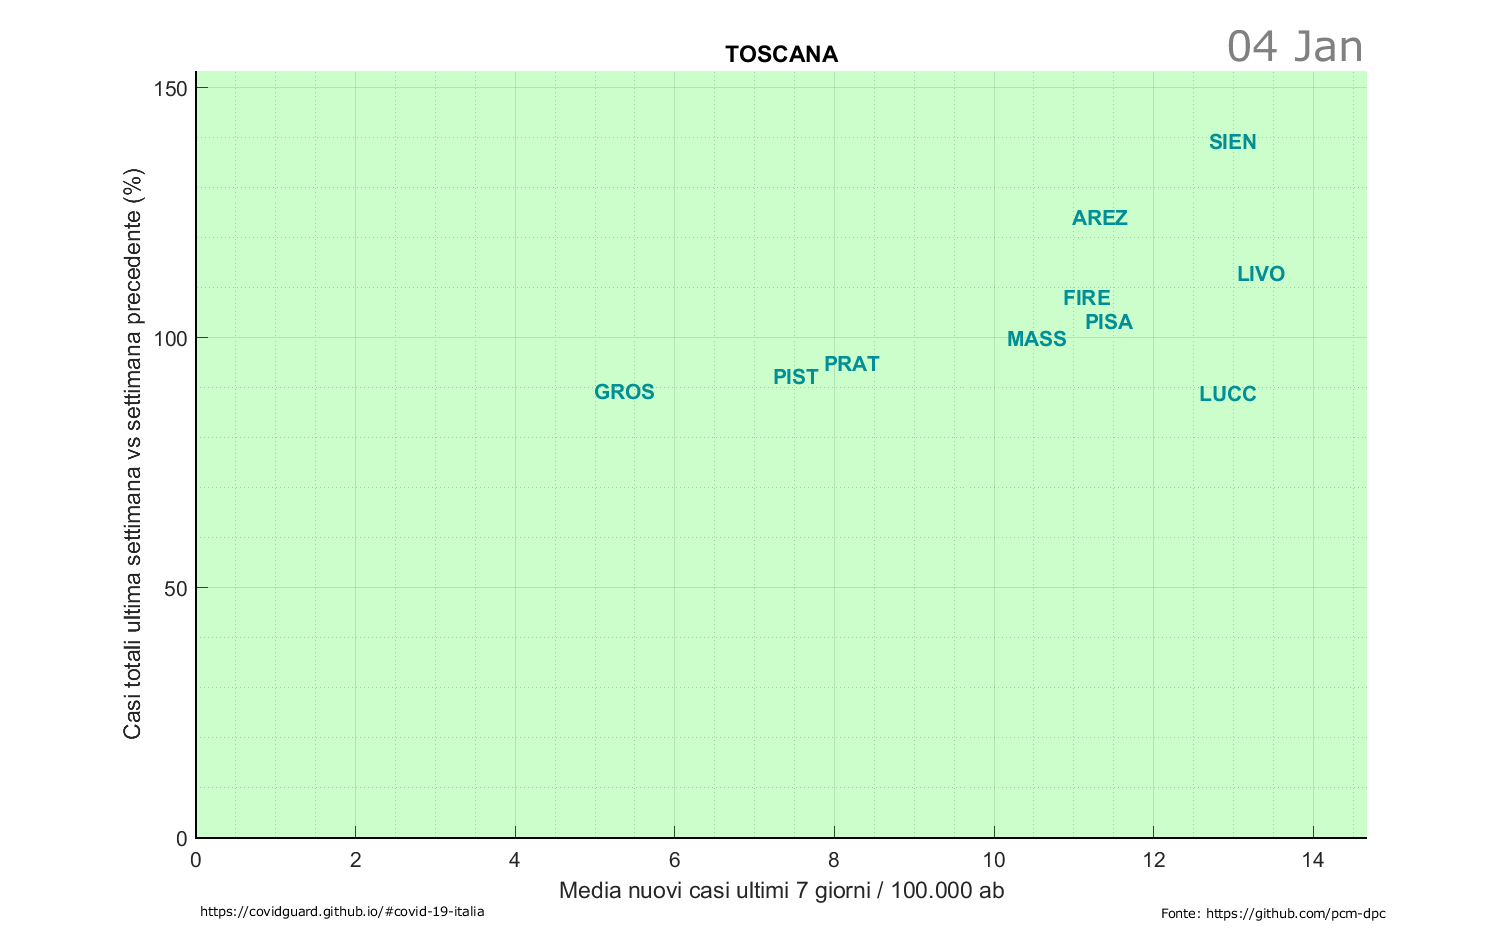 04 Jan
TOSCANA
Casi totali ultima settimana vs settimana precedente (%)
150
100
50
0
SIEN
AREZ
LIVO
FIRE
PISA
MASS
PRAT
PIST
GROS
LUCC
0 2 4 6 8 10 12 14
Media nuovi casi ultimi 7 giorni / 100.000 ab
https://covidguard.github.io/#covid-19-italia
Fonte: https://github.com/pcm-dpc